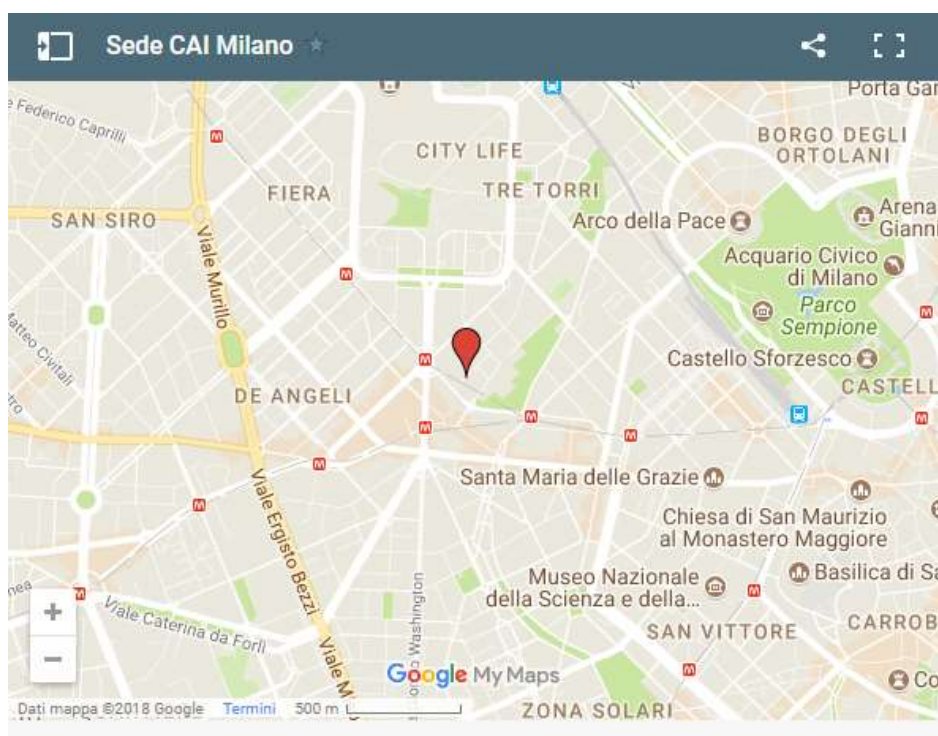 Sede CAI Milano
Porta Gar
e Federico Caprilli
CITY LIFE
BORGO DEGLI
ORTOLANI
FIERA
TRE TORRI
SAN SIRO
Arco della Pace
Arena
Gianni
Viale Murillo
Acquario Civico
di Milano
Parco
Sempione
Matteo Civitali
Castello Sforzesco
DE ANGELI
CASTELL
Santa Maria delle Grazie
Viale Ergisto Bezzi
Chiesa di San Maurizio
al Monastero Maggiore
Museo Nazionale
della Scienza e della...
Basilica di Sa
Viale Caterina da Forlì
Washington
SAN VITTORE
CARROB
Viale M
Google My Maps
Co
Dati mappa ©2018 Google Termini 500 m
ZONA SOLARI